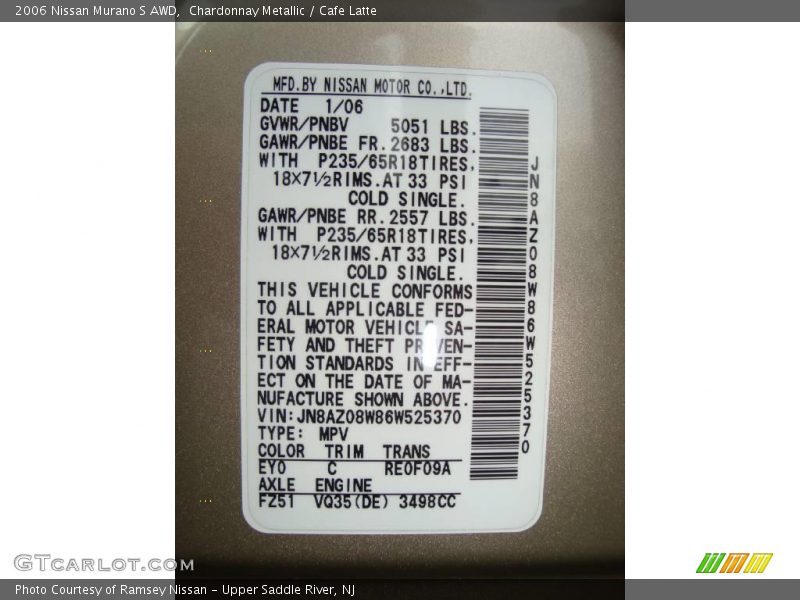 2006 Nissan Murano S AWD,  Chardonnay Metallic / Cafe Latte
MFD.BY NISSAN MOTOR CO.,LTD.
DATE 1/06
GVWR/PNBV 5051 LBS.
GAWR/PNBE FR.2683 LBS.
WITH P235/65R18TIRES,
18×7½RIMS.AT 33 PSI
COLD SINGLE.
GAWR/PNBE RR.2557 LBS.
WITH P235/65R18TIRES,
18×7½RIMS.AT 33 PSI
COLD SINGLE.
THIS VEHICLE CONFORMS
TO ALL APPLICABLE FED-
ERAL MOTOR VEHICLE SA-
FETY AND THEFT PREVEN-
TION STANDARDS IN EFF-
ECT ON THE DATE OF MA-
NUFACTURE SHOWN ABOVE.
VIN:JN8AZ08W86W525370
TYPE: MPV
COLOR TRIM TRANS
EY0 C RE0F09A
AXLE ENGINE
FZ51 VQ35(DE) 3498CC
JN8AZ08W86W525370
GTCARLOT.COM
Photo Courtesy of Ramsey Nissan - Upper Saddle River, NJ